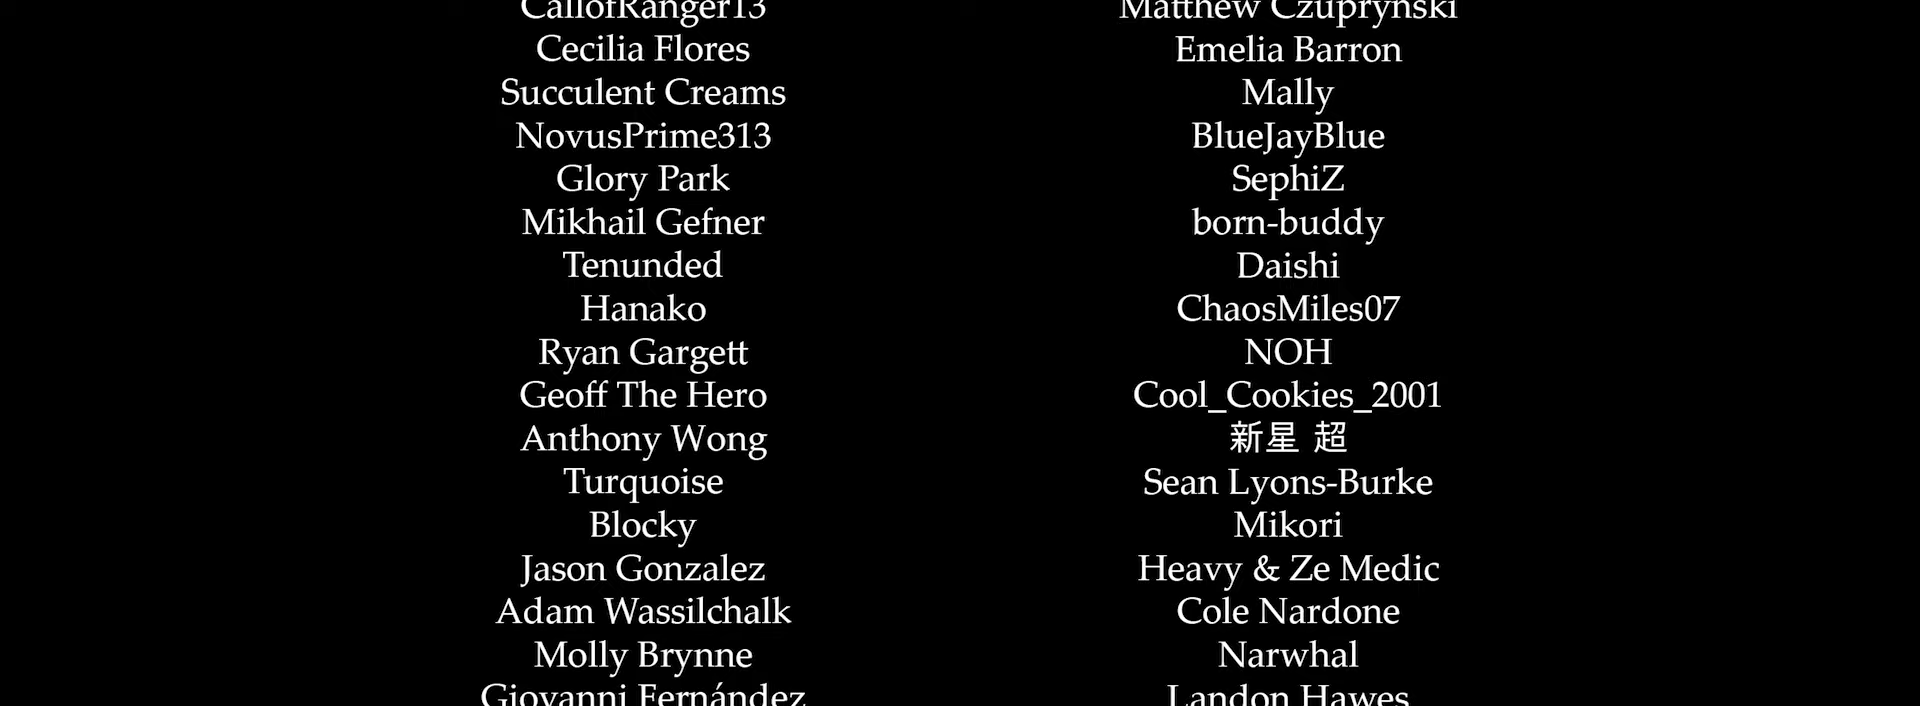 CallofRanger13
Cecilia Flores
Succulent Creams
NovusPrime313
Glory Park
Mikhail Gefner
Tenunded
Hanako
Ryan Gargett
Geoff The Hero
Anthony Wong
Turquoise
Blocky
Jason Gonzalez
Adam Wassilchalk
Molly Brynne
Giovanni Fernández
Matthew Czuprynski
Emelia Barron
Mally
BlueJayBlue
SephiZ
born-buddy
Daishi
ChaosMiles07
NOH
Cool_Cookies_2001
新星 超
Sean Lyons-Burke
Mikori
Heavy & Ze Medic
Cole Nardone
Narwhal
Landon Hawes